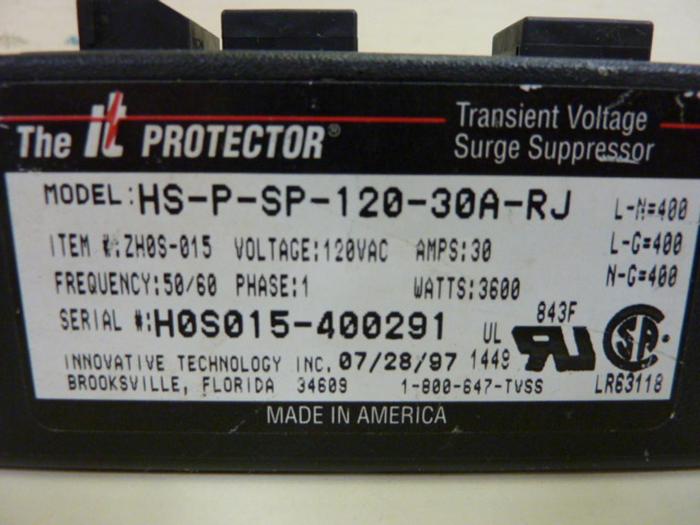 The it PROTECTOR®
Transient Voltage
Surge Suppressor
MODEL:HS-P-SP-120-30A-RJ
L-N=400
ITEM #:ZH0S-015 VOLTAGE:120VAC AMPS:30
L-G=400
FREQUENCY:50/60 PHASE:1 WATTS:3600
N-G=400
SERIAL #:H0S015-400291
843F
UL
1449
INNOVATIVE TECHNOLOGY INC. 07/28/97
BROOKSVILLE, FLORIDA 34609 1-800-647-TVSS
LR63118
MADE IN AMERICA